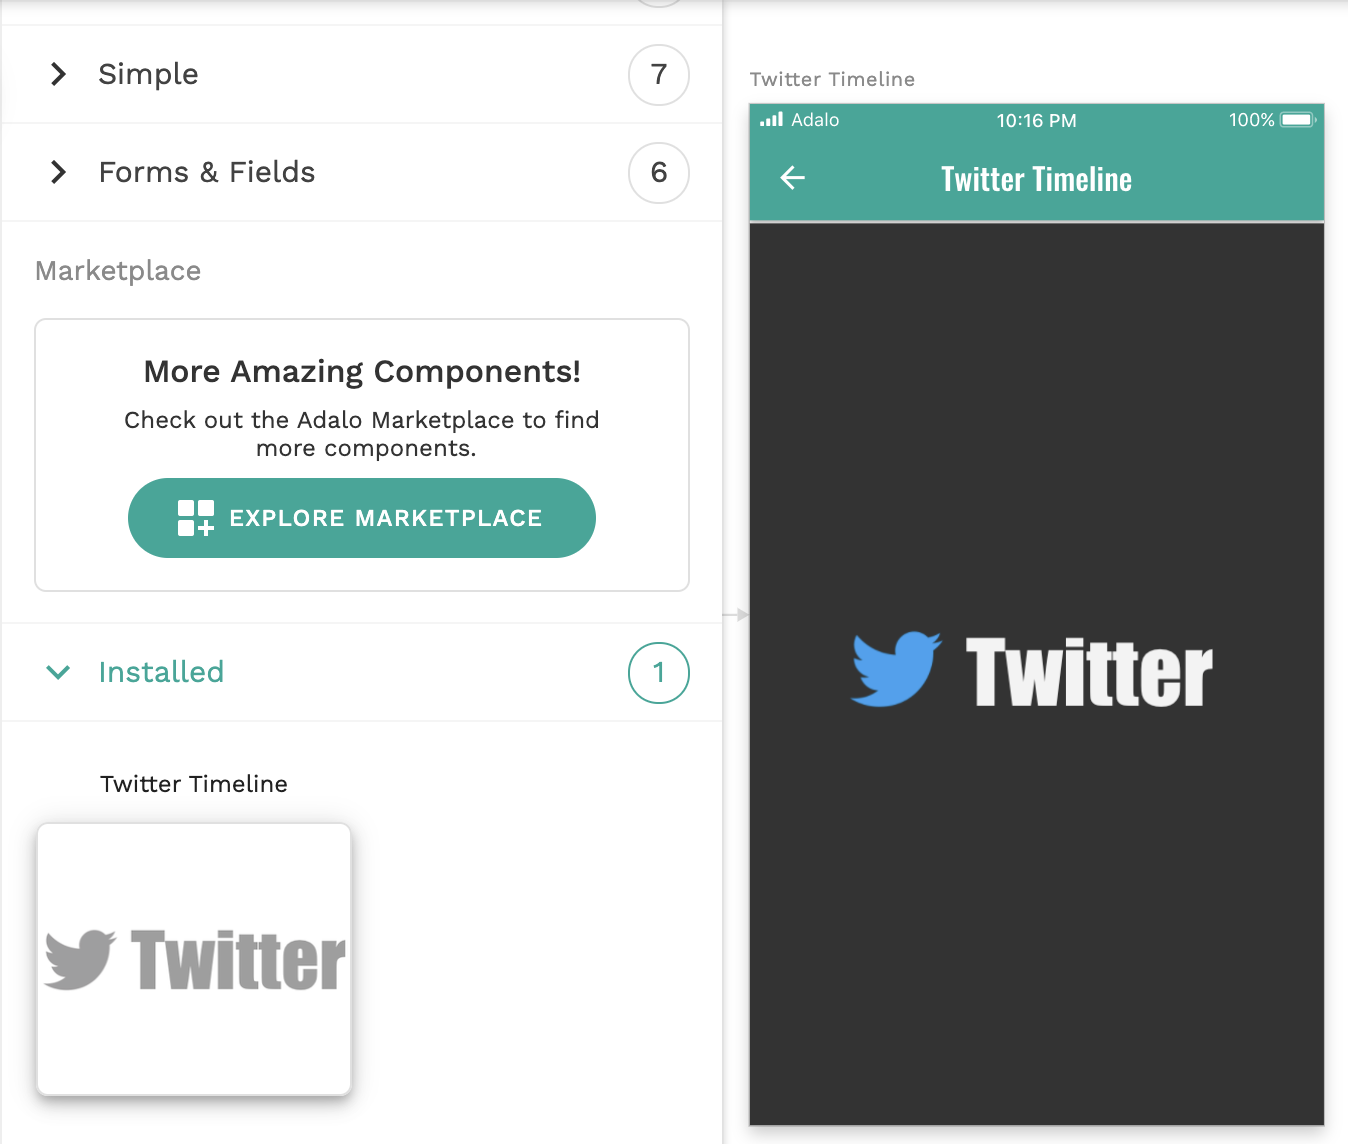 Simple
7
Forms & Fields
6
Marketplace
More Amazing Components!
Check out the Adalo Marketplace to find
more components.
EXPLORE MARKETPLACE
Installed
1
Twitter Timeline
Twitter
Twitter Timeline
Adalo
10:16 PM
100%
Twitter Timeline
Twitter